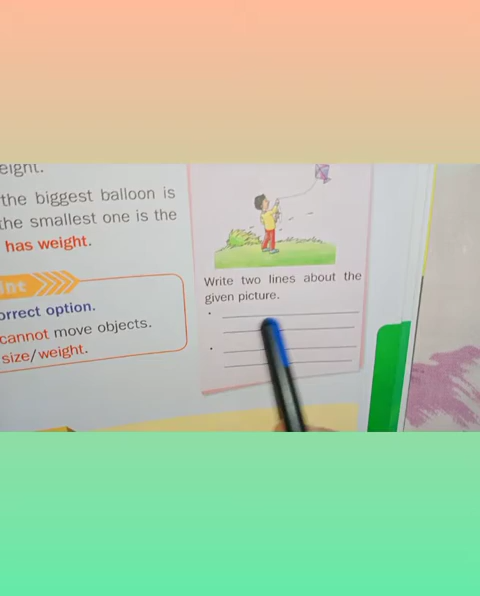 eight.
the biggest balloon is
the smallest one is the
has weight.
int
orrect option.
cannot move objects.
size/weight.
Write two lines about the
given picture.